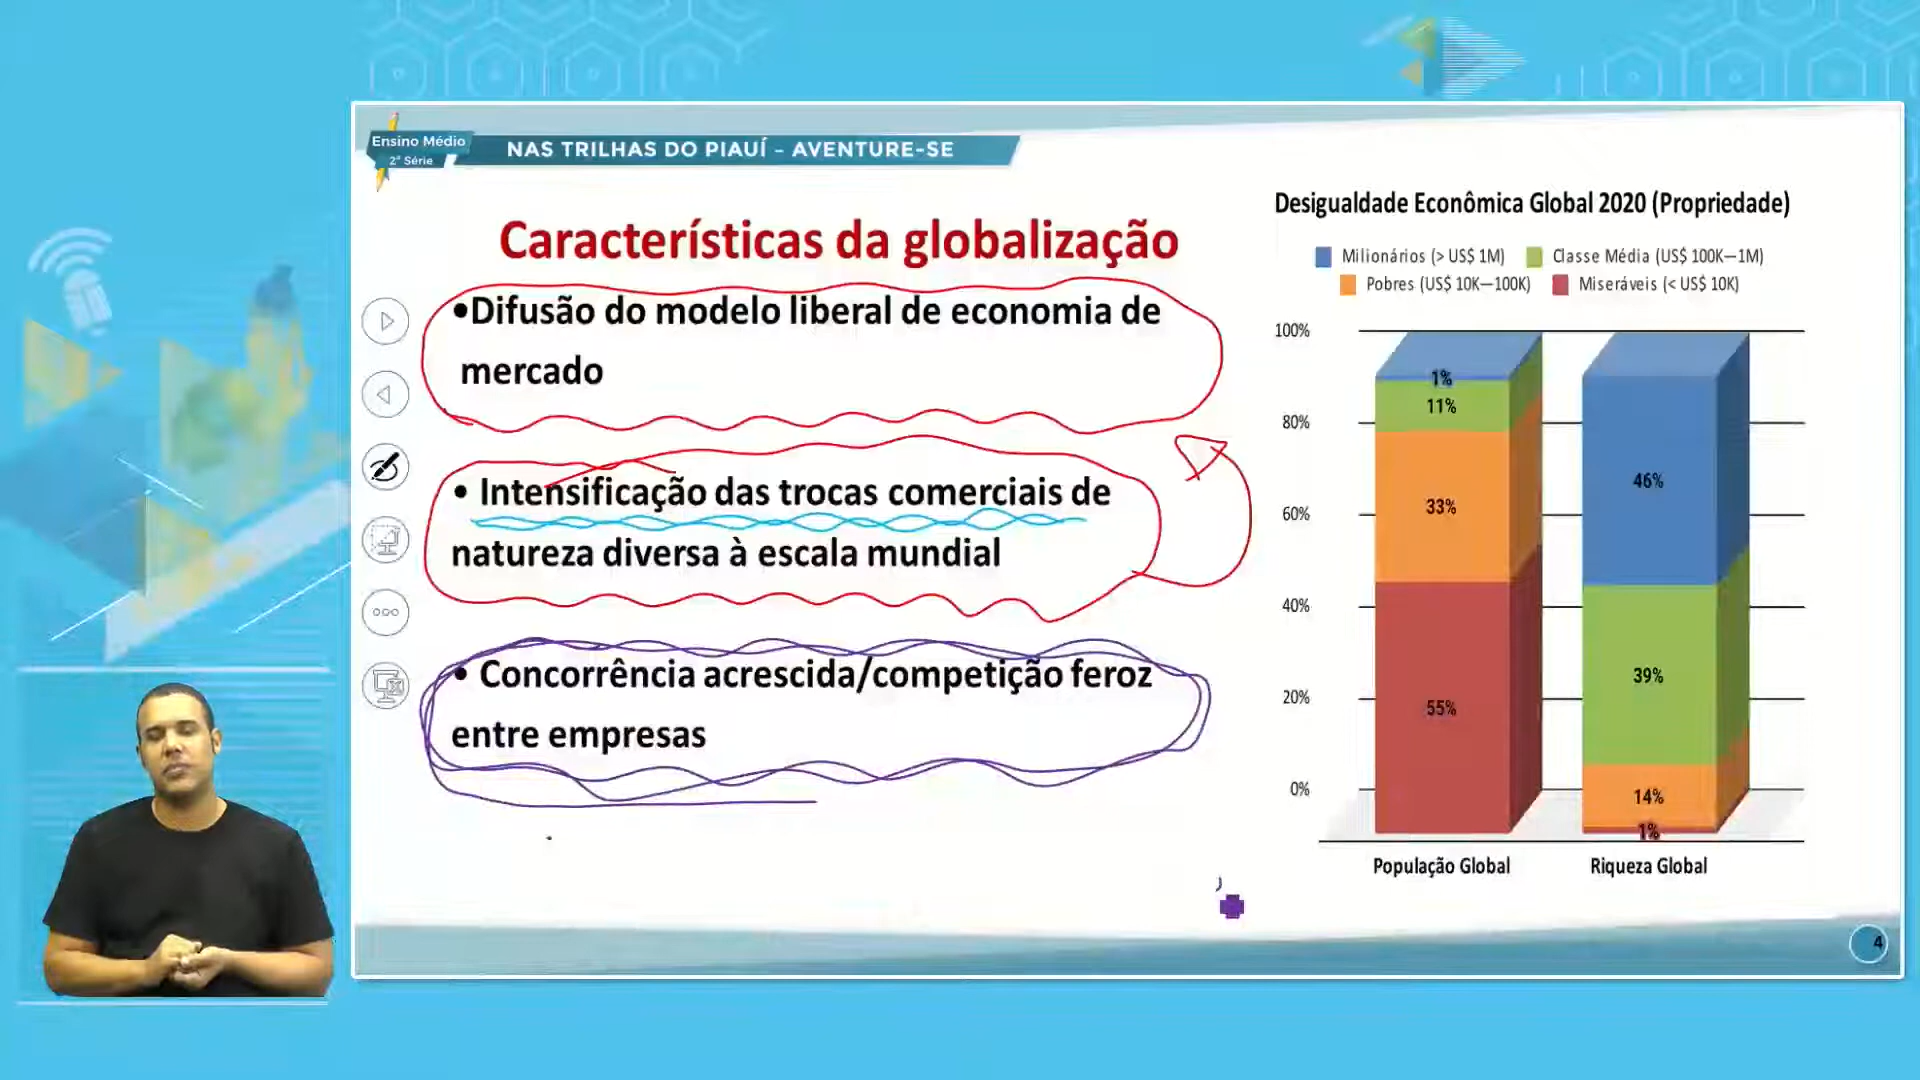 Ensino Médio
2ª Série
NAS TRILHAS DO PIAUÍ – AVENTURE-SE
Características da globalização
•Difusão do modelo liberal de economia de
mercado
• Intensificação das trocas comerciais de
natureza diversa à escala mundial
• Concorrência acrescida/competição feroz
entre empresas
Desigualdade Econômica Global 2020 (Propriedade)
Milionários (> US$ 1M) Classe Média (US$ 100K—1M)
Pobres (US$ 10K—100K) Miseráveis (< US$ 10K)
100%
80%
60%
40%
20%
0%
1%
11%
33%
55%
46%
39%
14%
1%
População Global Riqueza Global
4